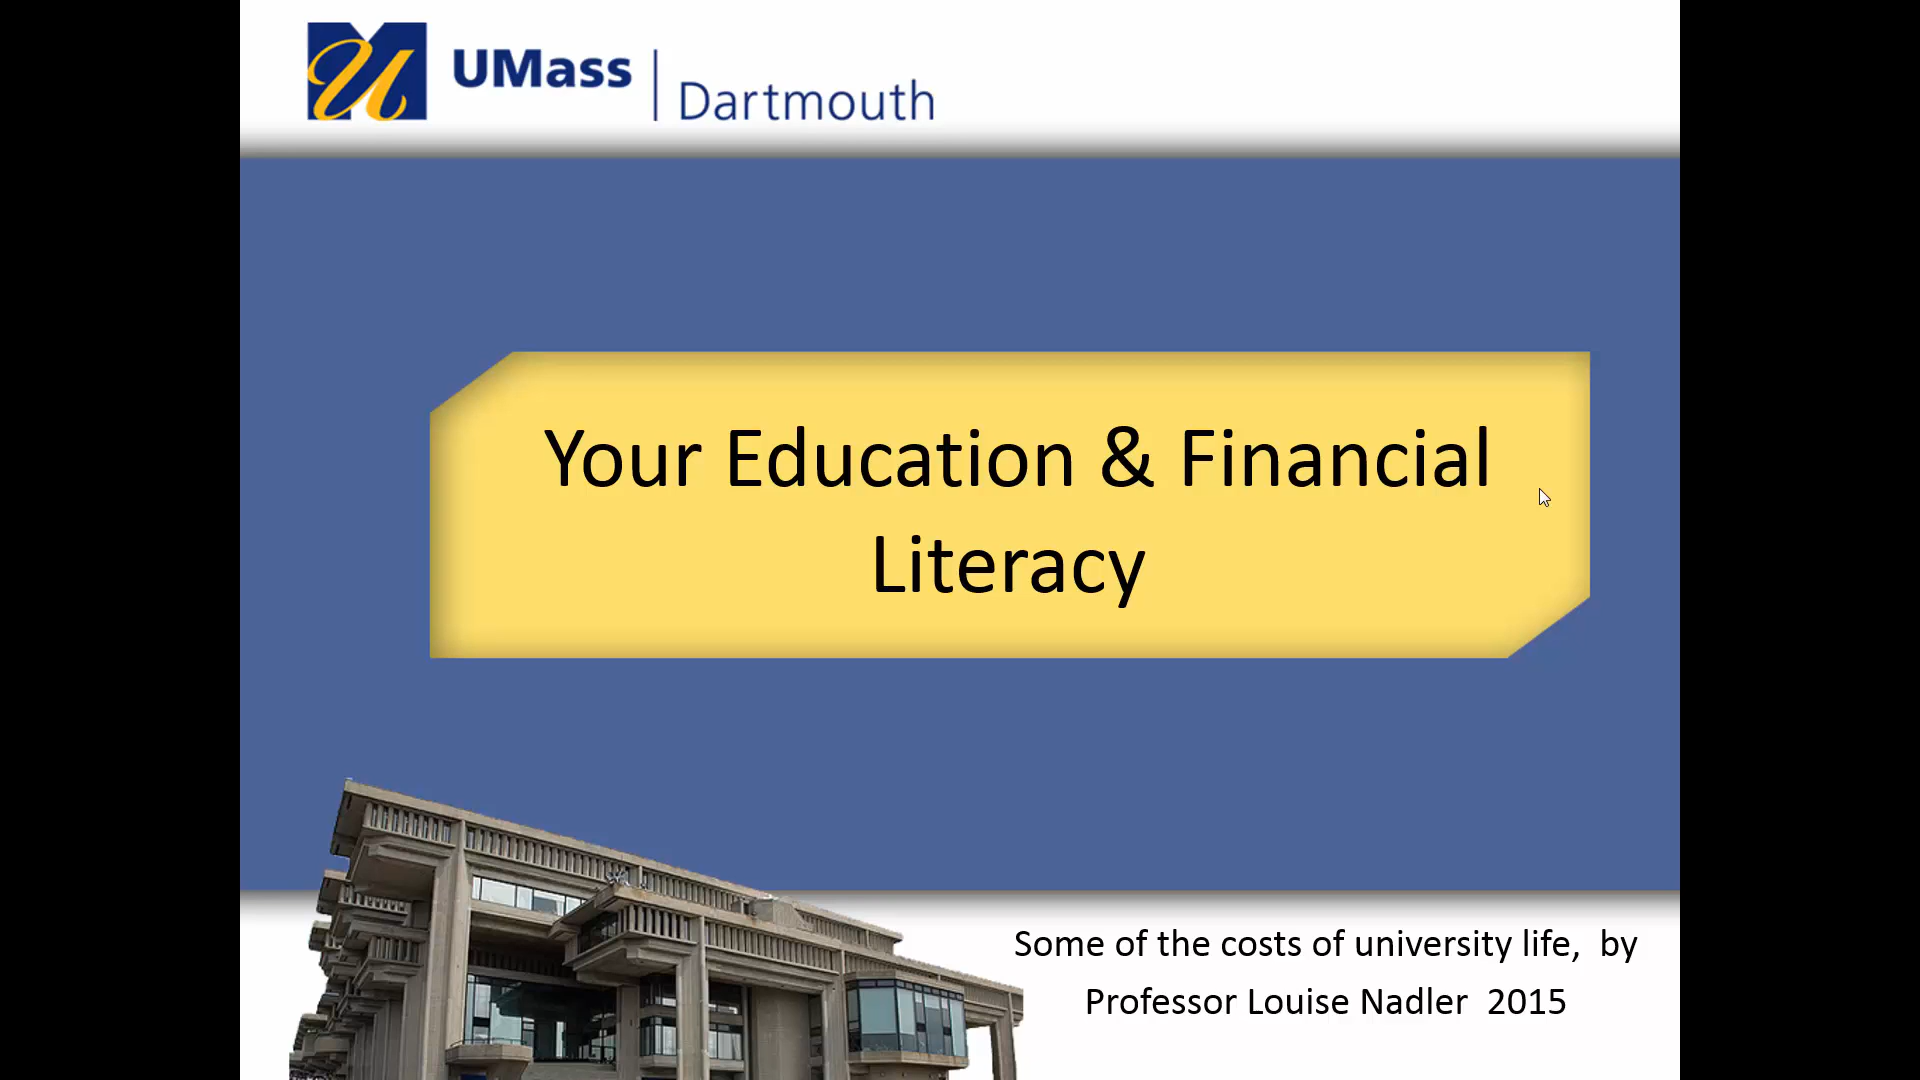 UMass | Dartmouth
Your Education & Financial
Literacy
Some of the costs of university life, by
Professor Louise Nadler 2015